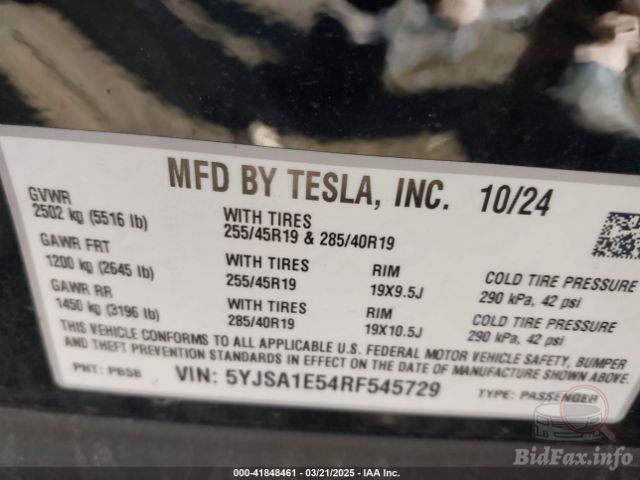 MFD BY TESLA, INC. 10/24
GVWR
2502 kg (5516 lb)
WITH TIRES
255/45R19 & 285/40R19
GAWR FRT
1200 kg (2645 lb)
WITH TIRES
255/45R19
RIM
19X9.5J
COLD TIRE PRESSURE
290 kPa, 42 psi
GAWR RR
1450 kg (3196 lb)
WITH TIRES
285/40R19
RIM
19X10.5J
COLD TIRE PRESSURE
290 kPa, 42 psi
THIS VEHICLE CONFORMS TO ALL APPLICABLE U.S. FEDERAL MOTOR VEHICLE SAFETY, BUMPER
AND THEFT PREVENTION STANDARDS IN EFFECT ON THE DATE OF MANUFACTURE SHOWN ABOVE.
PNT: PBSB VIN: 5YJSA1E54RF545729 TYPE: PASSENGER
BidFax.info
000-41848461 - 03/21/2025 - IAA Inc.